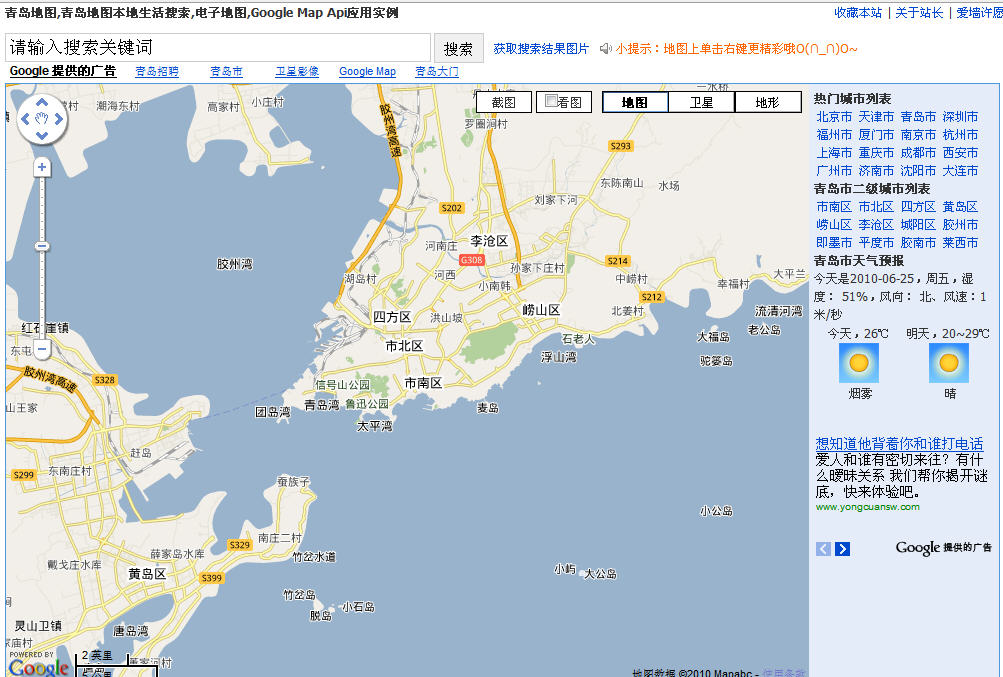 青岛地图,青岛地图本地生活搜索,电子地图,Google Map Api应用实例
收藏本站 | 关于站长 | 爱墙许愿
请输入搜索关键词
搜索
获取搜索结果图片
小提示：地图上单击右键更精彩哦O(∩_∩)O~
Google 提供的广告 青岛招聘 青岛市 卫星影像 Google Map 青岛大门
截图 看图 地图 卫星 地形
潮海东村
高家村
小庄村
胶州湾高速
罗圈涧村
S293
东陈南山
水场
S202
刘家下河
河南庄
李沧区
G308
胶州湾
湖岛村
河西
孙家下庄村
S214
中崂村
大平兰
小南韩
幸福村
S212
四方区
洪山坡
崂山区
北姜村
流清河湾
红石崖镇
市北区
石老人
大福岛
老公岛
东屯
浮山湾
驼篓岛
胶州湾高速
S328
信号山公园
市南区
山王家
团岛湾
青岛湾
鲁迅公园
麦岛
太平湾
赶岛
S299
东南庄村
蚕族子
小公岛
S329
南庄二村
薛家岛水库
竹岔水道
戴戈庄水库
黄岛区
S399
小屿
大公岛
竹岔岛
小石岛
脱岛
灵山卫镇
唐岛湾
家庙村
董家河村
POWERED BY
Google
2 英里
5 公里
地图数据 ©2010 Mapabc - 使用条款
热门城市列表
北京市 天津市 青岛市 深圳市
福州市 厦门市 南京市 杭州市
上海市 重庆市 成都市 西安市
广州市 济南市 沈阳市 大连市
青岛市二级城市列表
市南区 市北区 四方区 黄岛区
崂山区 李沧区 城阳区 胶州市
即墨市 平度市 胶南市 莱西市
青岛市天气预报
今天是2010-06-25，周五，湿
度： 51%，风向： 北、风速：1
米/秒
今天，26℃ 明天，20~29℃
烟雾 晴
想知道他背着你和谁打电话
爱人和谁有密切来往？有什
么暧昧关系 我们帮你揭开谜
底，快来体验吧。
www.yongcuansw.com
Google 提供的广告